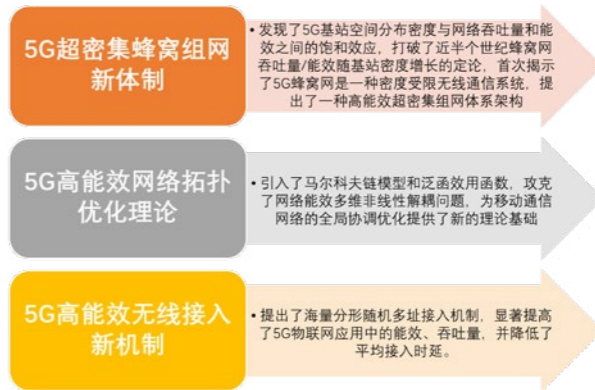 5G超密集蜂窝组网
新体制
• 发现了5G基站空间分布密度与网络吞吐量和能
效之间的饱和效应，打破了近半个世纪蜂窝网
吞吐量/能效随基站密度增长的定论，首次揭示
了5G蜂窝网是一种密度受限无线通信系统，提
出了一种高能效超密集组网体系架构
5G高能效网络拓扑
优化理论
• 引入了马尔科夫链模型和泛函效用函数，攻克
了网络能效多维非线性解耦问题，为移动通信
网络的全局协调优化提供了新的理论基础
5G高能效无线接入
新机制
• 提出了海量分形随机多址接入机制，显著提高
了5G物联网应用中的能效、吞吐量，并降低了
平均接入时延。